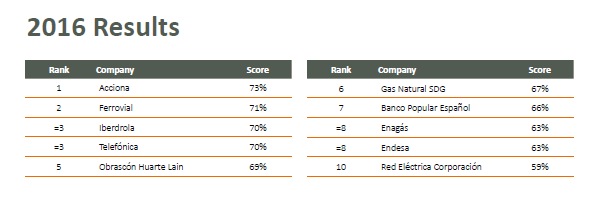 2016 Results
Rank Company Score
1 Acciona 73%
2 Ferrovial 71%
=3 Iberdrola 70%
=3 Telefónica 70%
5 Obrascón Huarte Lain 69%
Rank Company Score
6 Gas Natural SDG 67%
7 Banco Popular Español 66%
=8 Enagás 63%
=8 Endesa 63%
10 Red Eléctrica Corporación 59%